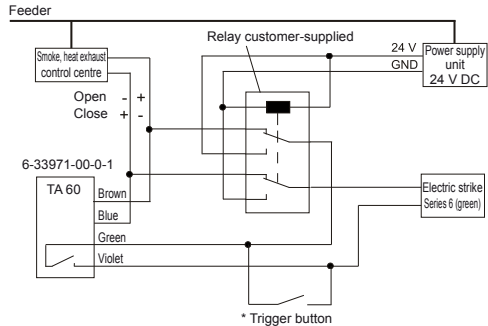 Feeder
Relay customer-supplied
Smoke, heat exhaust
control centre
24 V
GND
Power supply
unit
24 V DC
Open - +
Close + -
6-33971-00-0-1
TA 60
Brown
Blue
Green
Violet
Electric strike
Series 6 (green)
* Trigger button